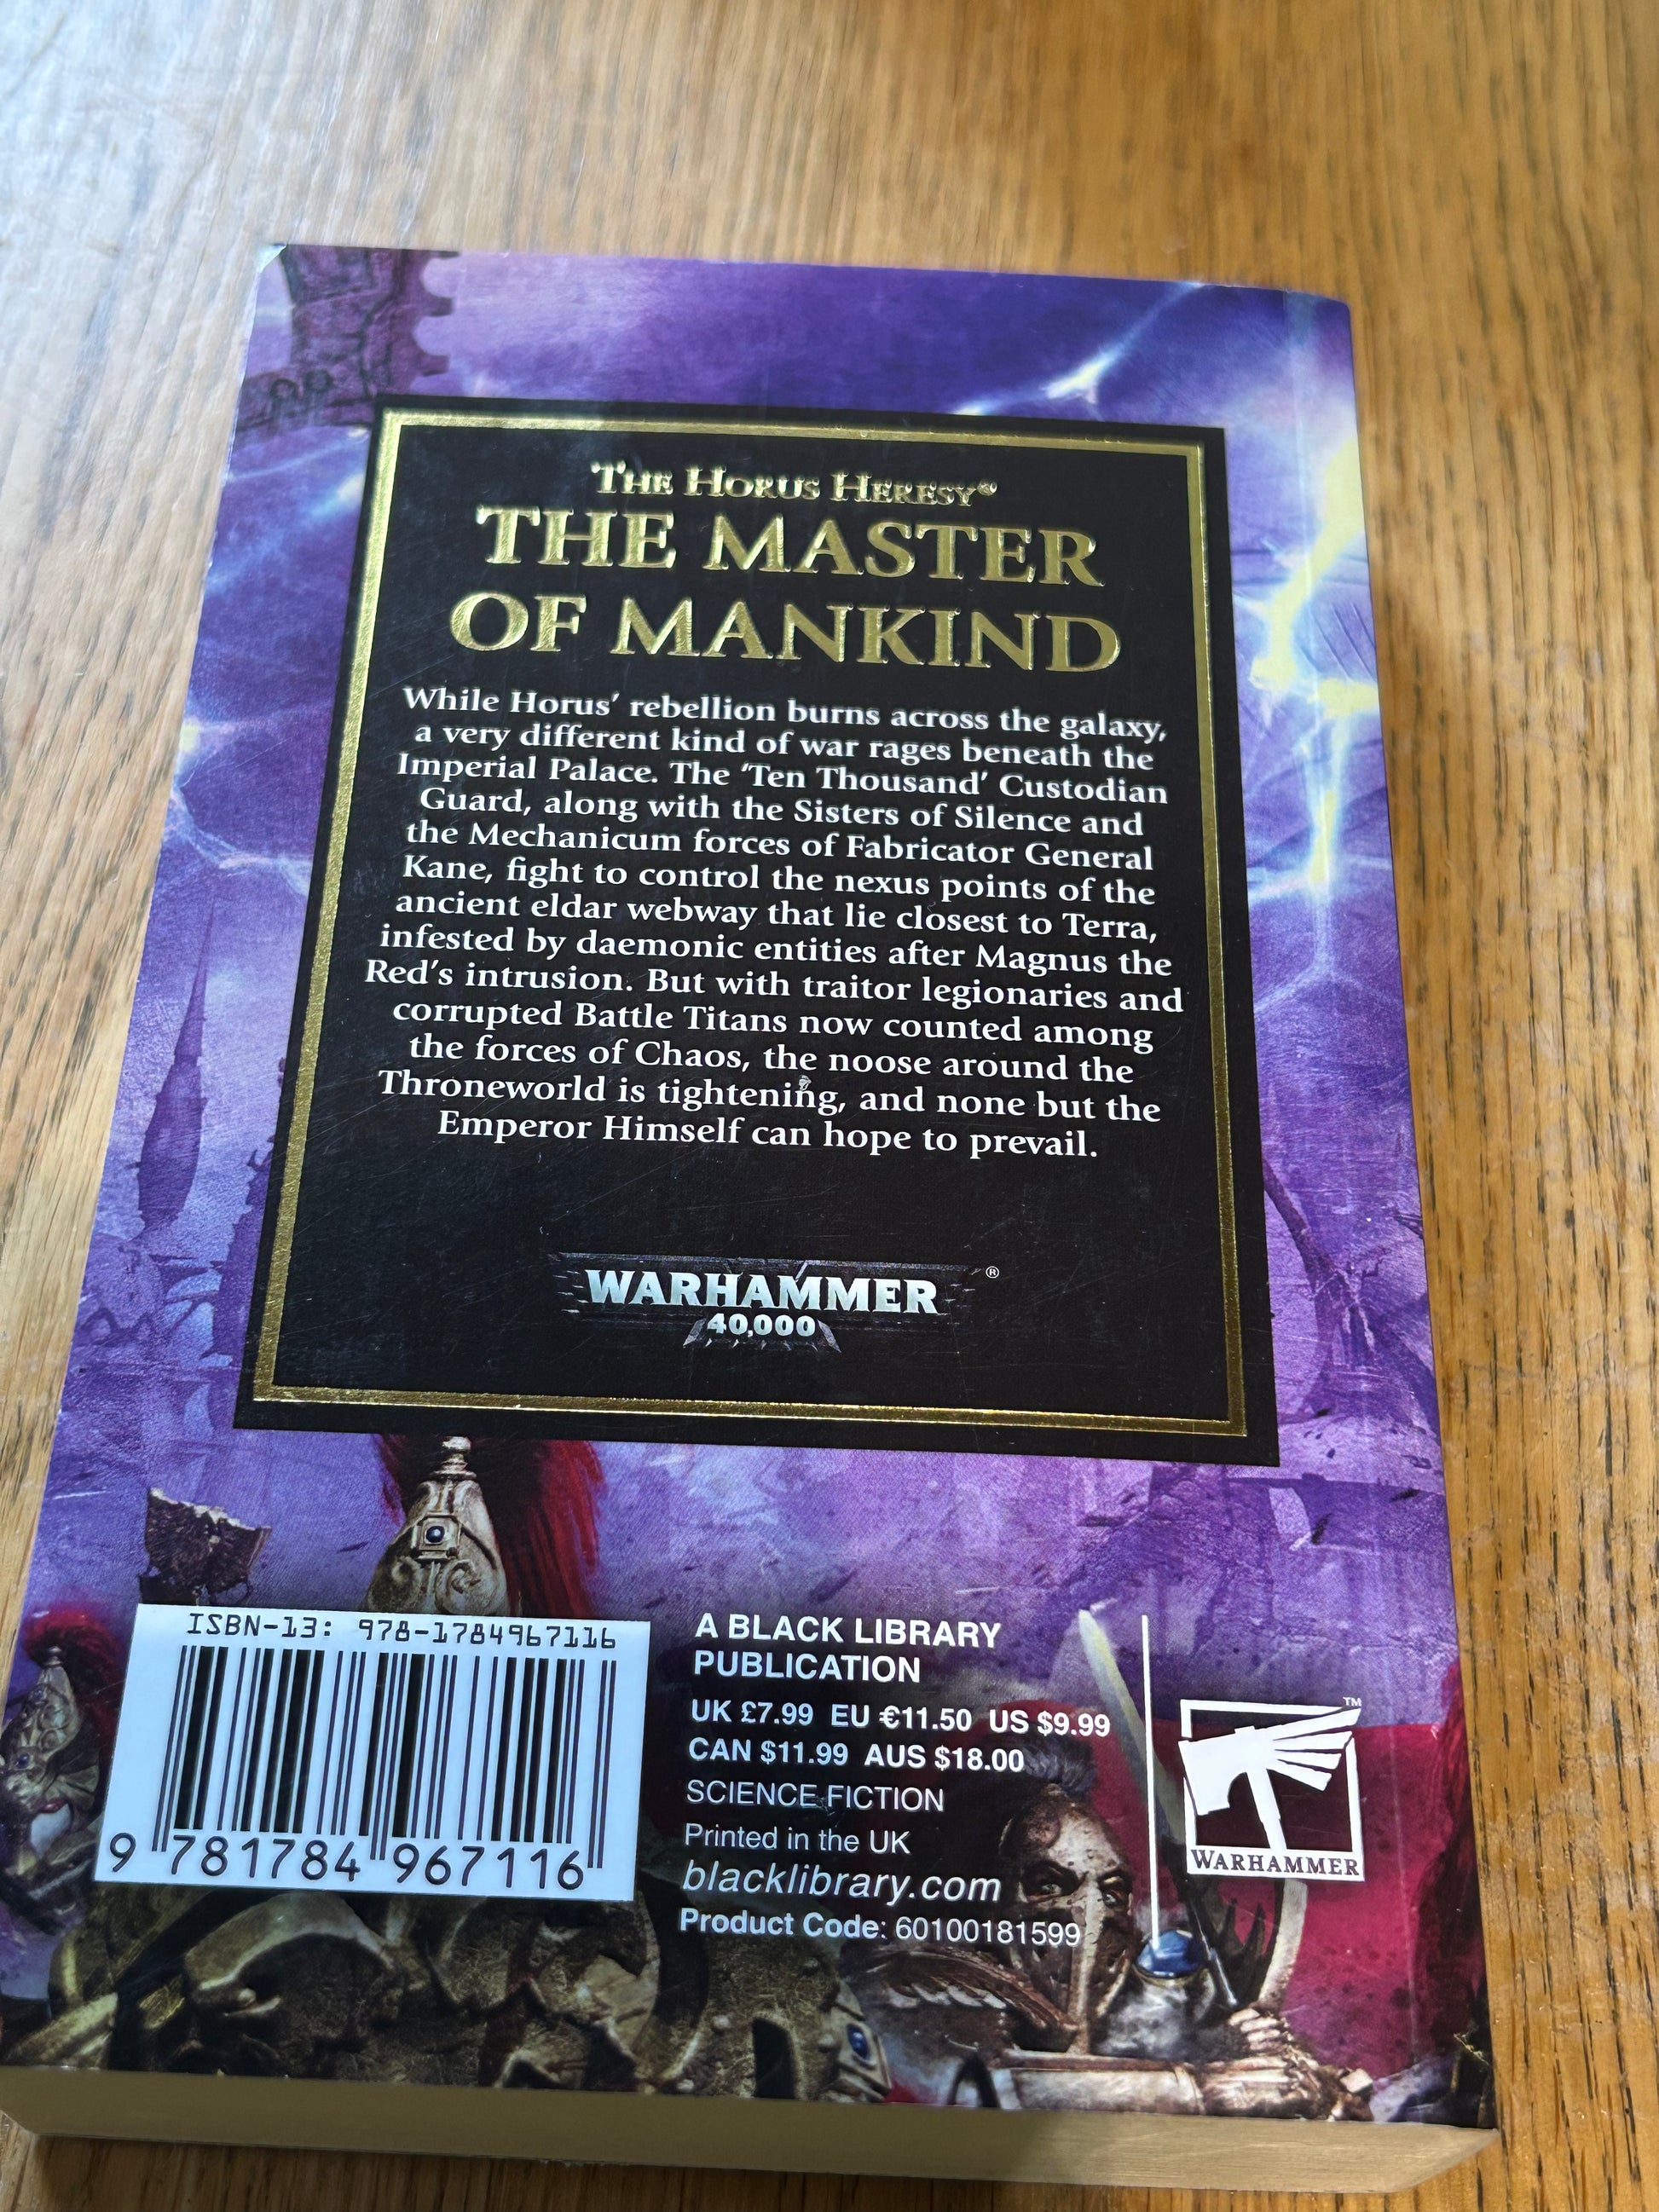 THE HORUS HERESY®
THE MASTER
OF MANKIND
While Horus' rebellion burns across the galaxy,
a very different kind of war rages beneath the
Imperial Palace. The 'Ten Thousand' Custodian
Guard, along with the Sisters of Silence and
the Mechanicum forces of Fabricator General
Kane, fight to control the nexus points of the
ancient eldar webway that lie closest to Terra,
infested by daemonic entities after Magnus the
Red's intrusion. But with traitor legionaries and
corrupted Battle Titans now counted among
the forces of Chaos, the noose around the
Throneworld is tightening, and none but the
Emperor Himself can hope to prevail.
WARHAMMER®
40,000
ISBN-13: 978-1784967116
9 781784 967116
A BLACK LIBRARY
PUBLICATION
UK £7.99 EU €11.50 US $9.99
CAN $11.99 AUS $18.00
SCIENCE FICTION
Printed in the UK
blacklibrary.com
Product Code: 60100181599
TM
WARHAMMER